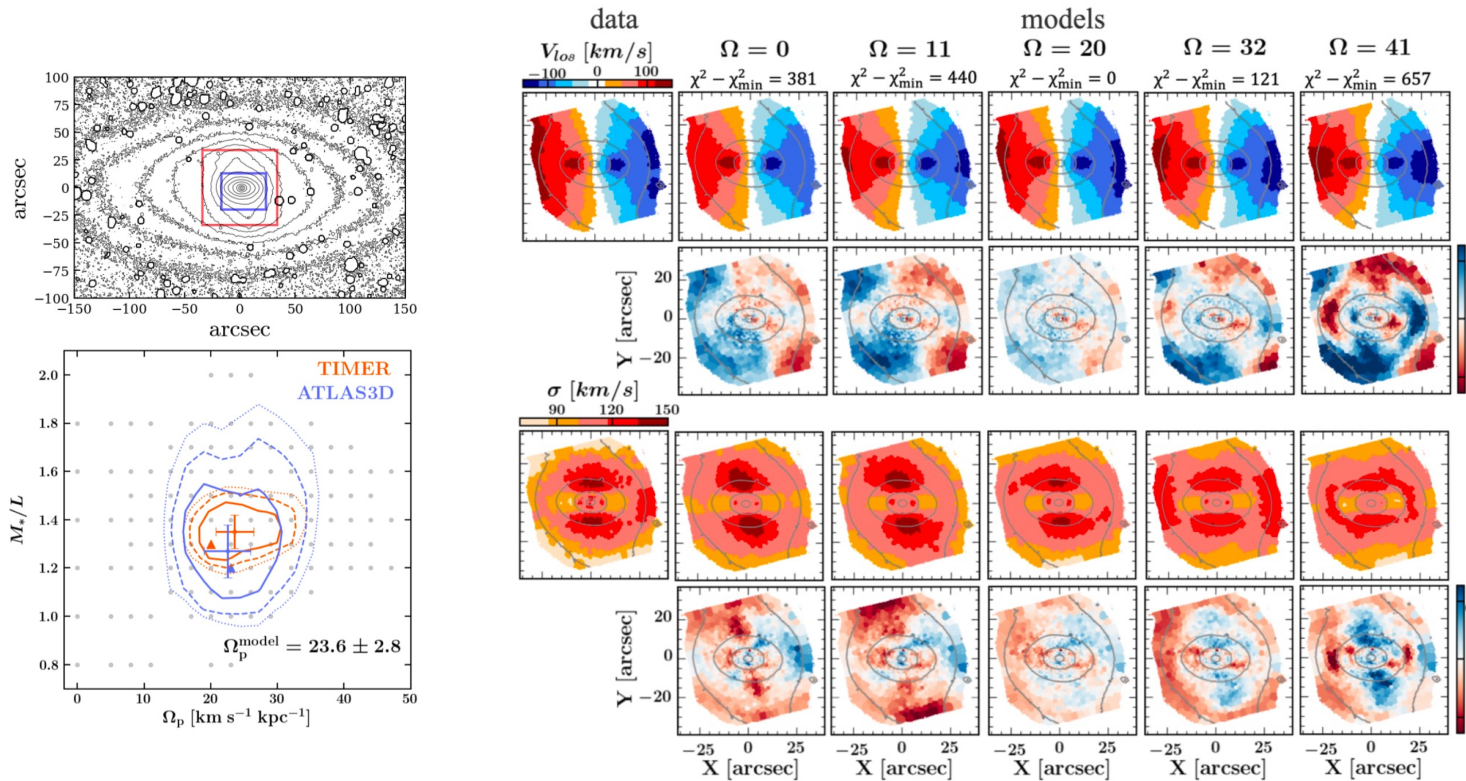 data
models
V_los [km/s]
−100 0 100
Ω = 0
Ω = 11
Ω = 20
Ω = 32
Ω = 41
χ² − χ²_min = 381
χ² − χ²_min = 440
χ² − χ²_min = 0
χ² − χ²_min = 121
χ² − χ²_min = 657
arcsec
100
75
50
25
0
−25
−50
−75
−100
−150 −100 −50 0 50 100 150
arcsec
TIMER
ATLAS3D
M_*/L
2.0
1.8
1.6
1.4
1.2
1.0
0.8
Ω_p^model = 23.6 ± 2.8
0 10 20 30 40 50
Ω_p [km s⁻¹ kpc⁻¹]
Y [arcsec]
20
0
−20
σ [km/s]
90 120 150
Y [arcsec]
20
0
−20
−25 0 25
−25 0 25
−25 0 25
−25 0 25
−25 0 25
X [arcsec]
X [arcsec]
X [arcsec]
X [arcsec]
X [arcsec]